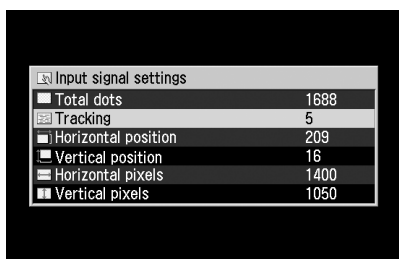 Input signal settings
Total dots 1688
Tracking 5
Horizontal position 209
Vertical position 16
Horizontal pixels 1400
Vertical pixels 1050